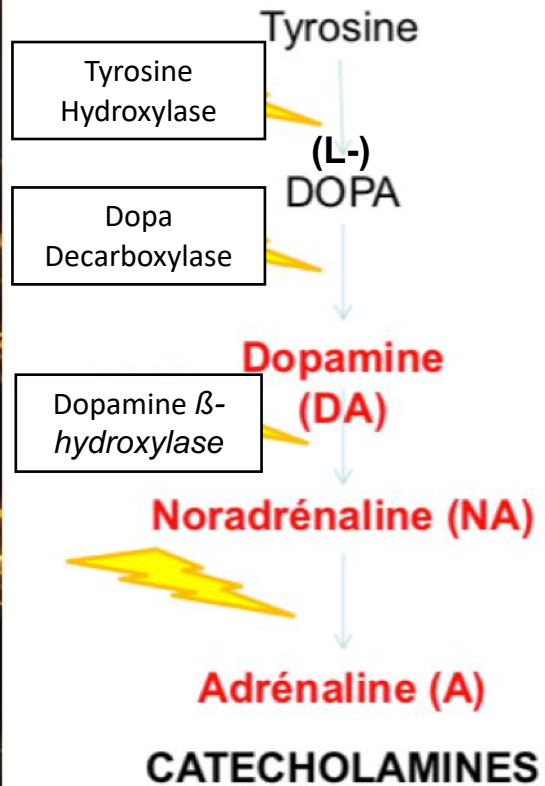 Tyrosine
Tyrosine
Hydroxylase
(L-)
DOPA
Dopa
Decarboxylase
Dopamine
(DA)
Dopamine ß-
hydroxylase
Noradrénaline (NA)
Adrénaline (A)
CATECHOLAMINES